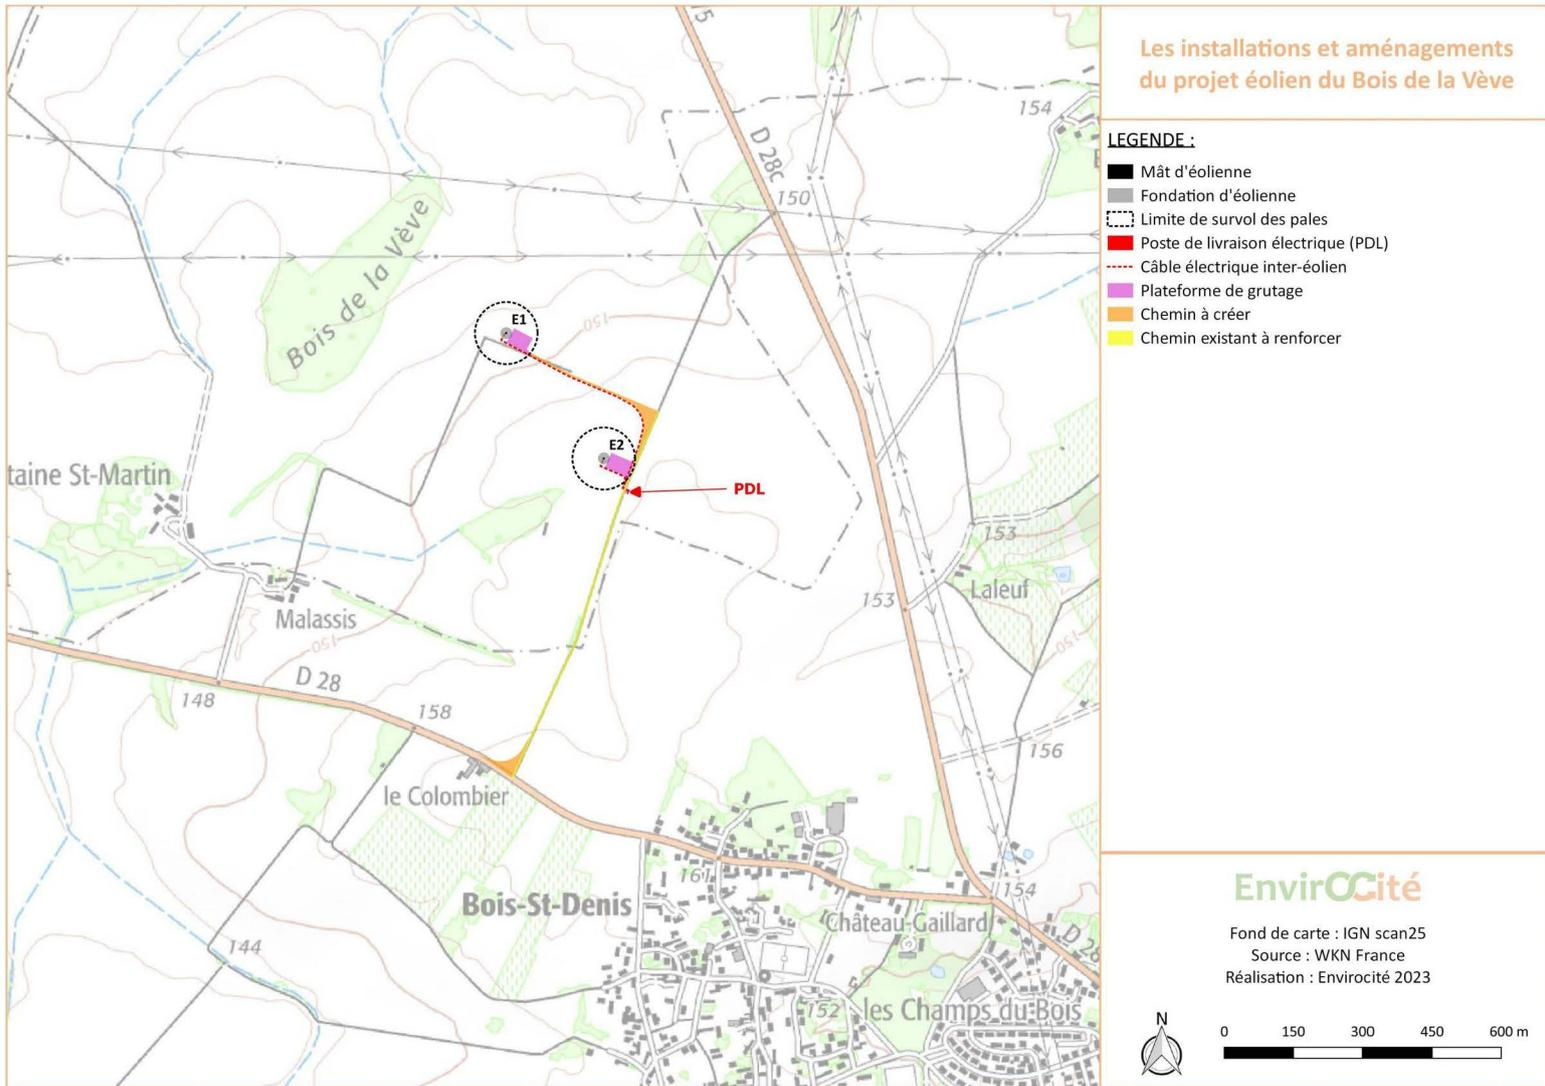 Les installations et aménagements
du projet éolien du Bois de la Vève
LEGENDE :
Mât d'éolienne
Fondation d'éolienne
Limite de survol des pales
Poste de livraison électrique (PDL)
Câble électrique inter-éolien
Plateforme de grutage
Chemin à créer
Chemin existant à renforcer
154
D 28c
150
Bois de la Vève
E1
150
E2
PDL
taine St-Martin
153
Laleuf
153
Malassis
150
150
D 28
148
158
156
le Colombier
161
154
Bois-St-Denis
Château-Gaillard
D 28
144
152
les Champs du Bois
EnvirOCité
Fond de carte : IGN scan25
Source : WKN France
Réalisation : Envirocité 2023
N
0 150 300 450 600 m